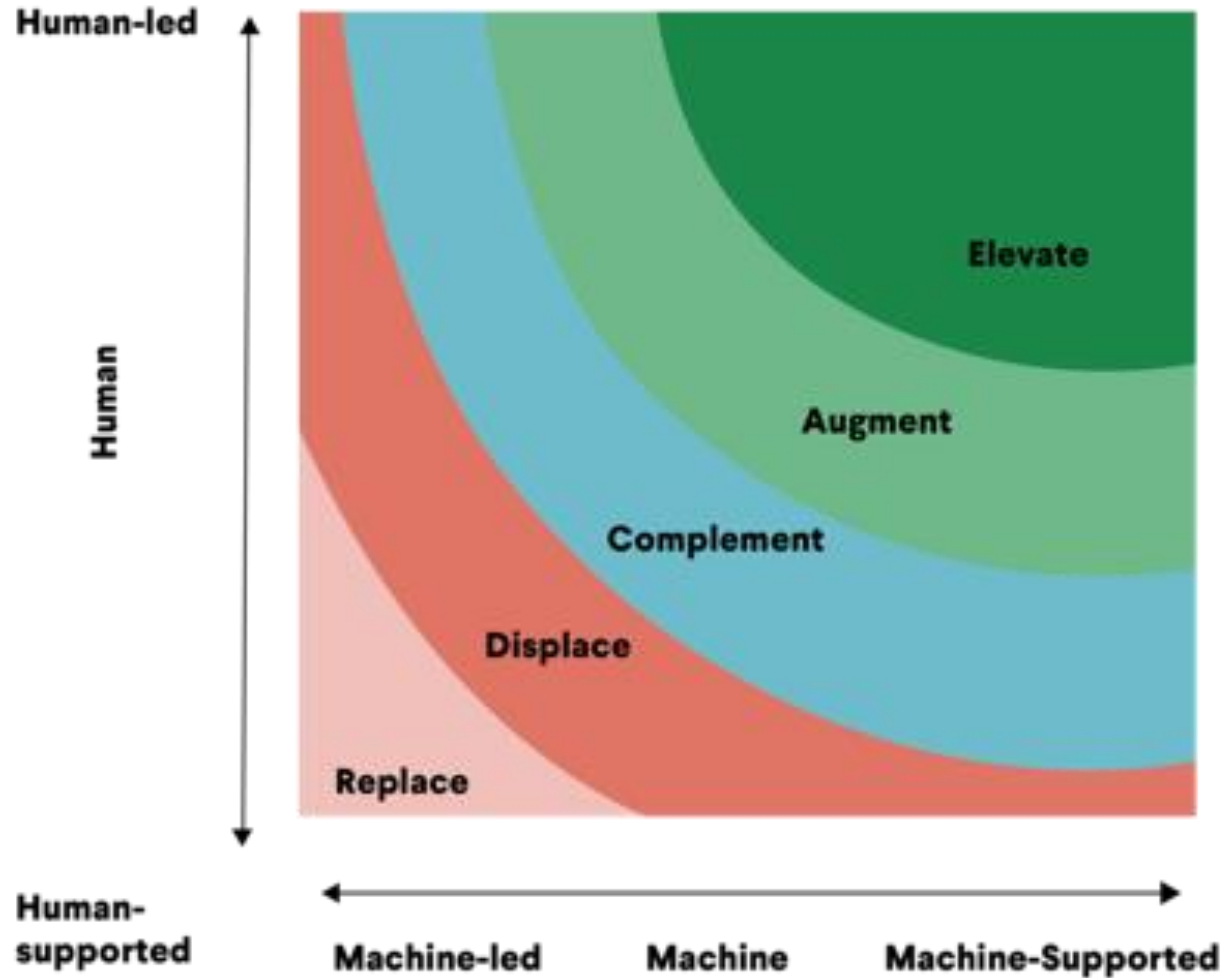 Human-led
Human
Elevate
Augment
Complement
Displace
Replace
Human-
supported
Machine-led
Machine
Machine-Supported